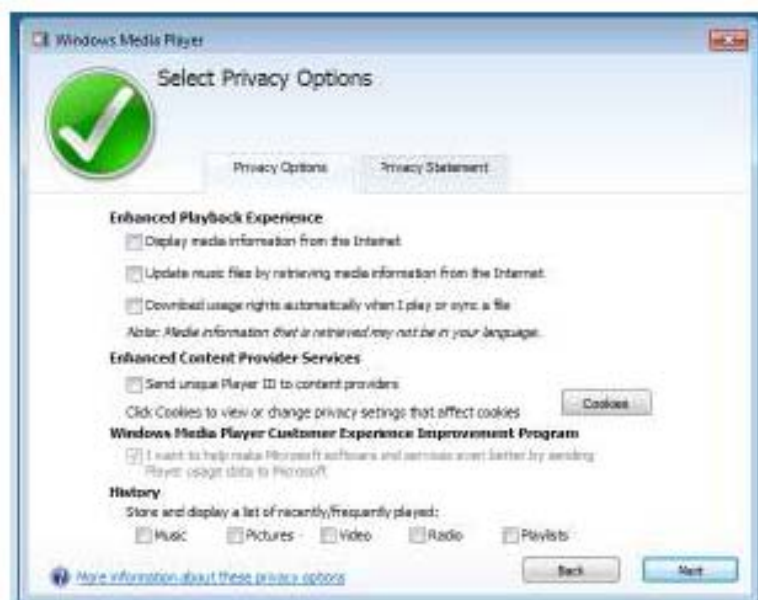 Windows Media Player
Select Privacy Options
Privacy Options Privacy Statement
Enhanced Playback Experience
Display media information from the Internet
Update music files by retrieving media information from the Internet
Download usage rights automatically when I play or sync a file
Note: Media information that is retrieved may not be in your language.
Enhanced Content Provider Services
Send unique Player ID to content providers
Click Cookies to view or change privacy settings that affect cookies Cookies
Windows Media Player Customer Experience Improvement Program
I want to help make Microsoft software and services even better by sending
Player usage data to Microsoft
History
Store and display a list of recently/frequently played:
Music Pictures Video Radio Playlists
More information about these privacy options Back Next